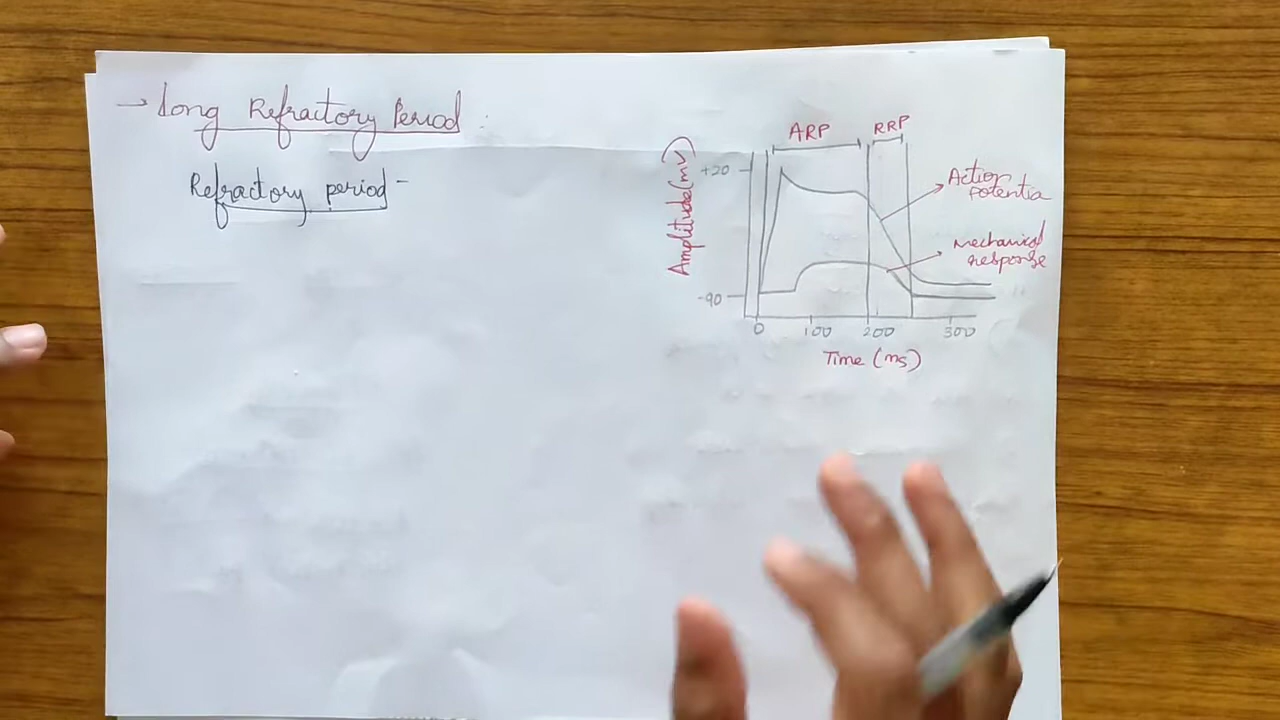 → Long Refractory Period :
Refractory period -
ARP
RRP
Amplitude (mv)
+20
-90
Action
Potentia
Mechanical
response
0 100 200 300
Time (ms)